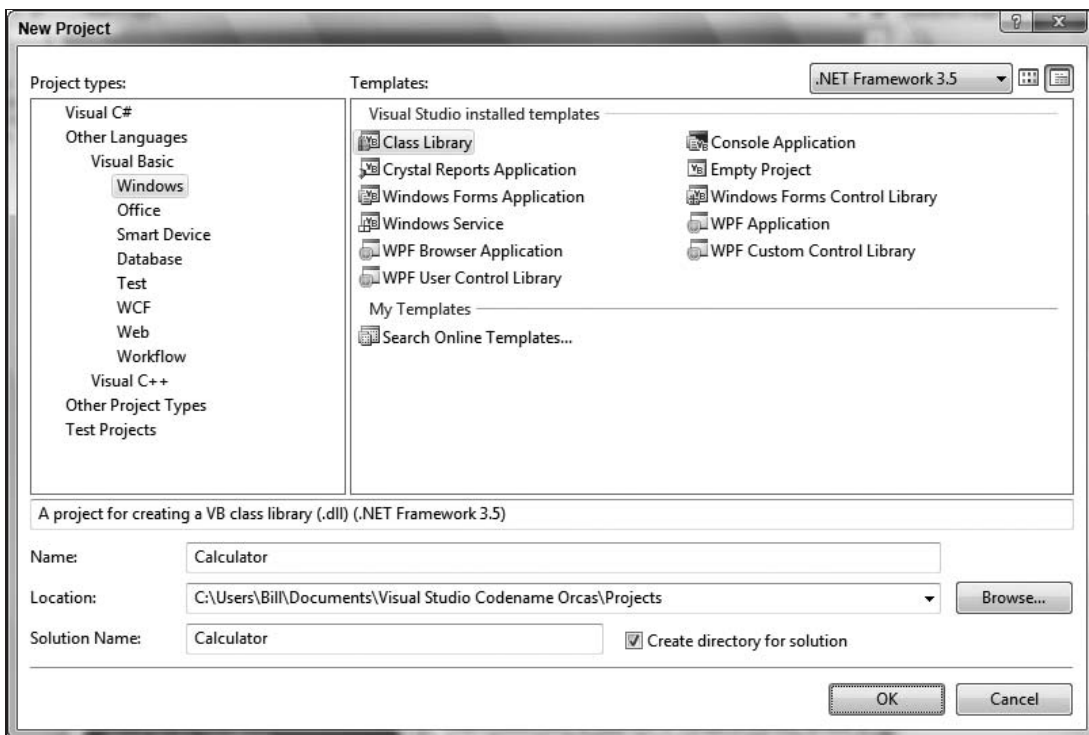 New Project
Project types:
Templates:
.NET Framework 3.5
Visual C#
Other Languages
Visual Basic
Windows
Office
Smart Device
Database
Test
WCF
Web
Workflow
Visual C++
Other Project Types
Test Projects
Visual Studio installed templates
Class Library
Console Application
Crystal Reports Application
Empty Project
Windows Forms Application
Windows Forms Control Library
Windows Service
WPF Application
WPF Browser Application
WPF Custom Control Library
WPF User Control Library
My Templates
Search Online Templates...
A project for creating a VB class library (.dll) (.NET Framework 3.5)
Name:
Calculator
Location:
C:\Users\Bill\Documents\Visual Studio Codename Orcas\Projects
Browse...
Solution Name:
Calculator
Create directory for solution
OK
Cancel